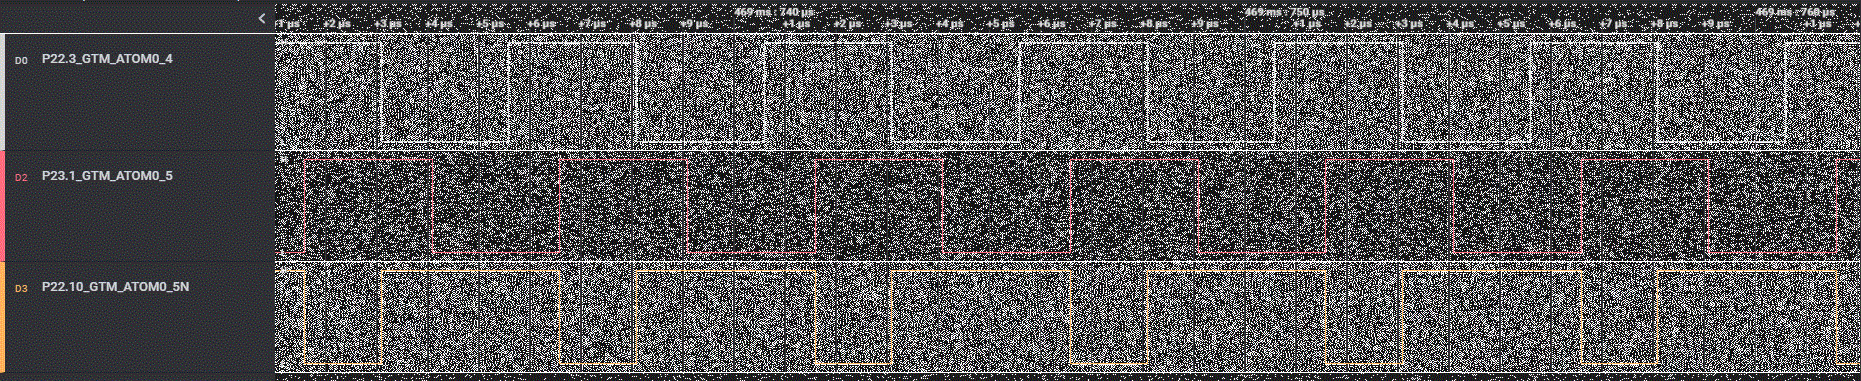 469 ms : 740 µs 469 ms : 750 µs 469 ms : 760 µs
+1 µs +2 µs +3 µs +4 µs +5 µs +6 µs +7 µs +8 µs +9 µs +1 µs +2 µs +3 µs +4 µs +5 µs +6 µs +7 µs +8 µs +9 µs +1 µs +2 µs +3 µs +4 µs +5 µs +6 µs +7 µs +8 µs +9 µs +1 µs
D0 P22.3_GTM_ATOM0_4
D2 P23.1_GTM_ATOM0_5
D3 P22.10_GTM_ATOM0_5N